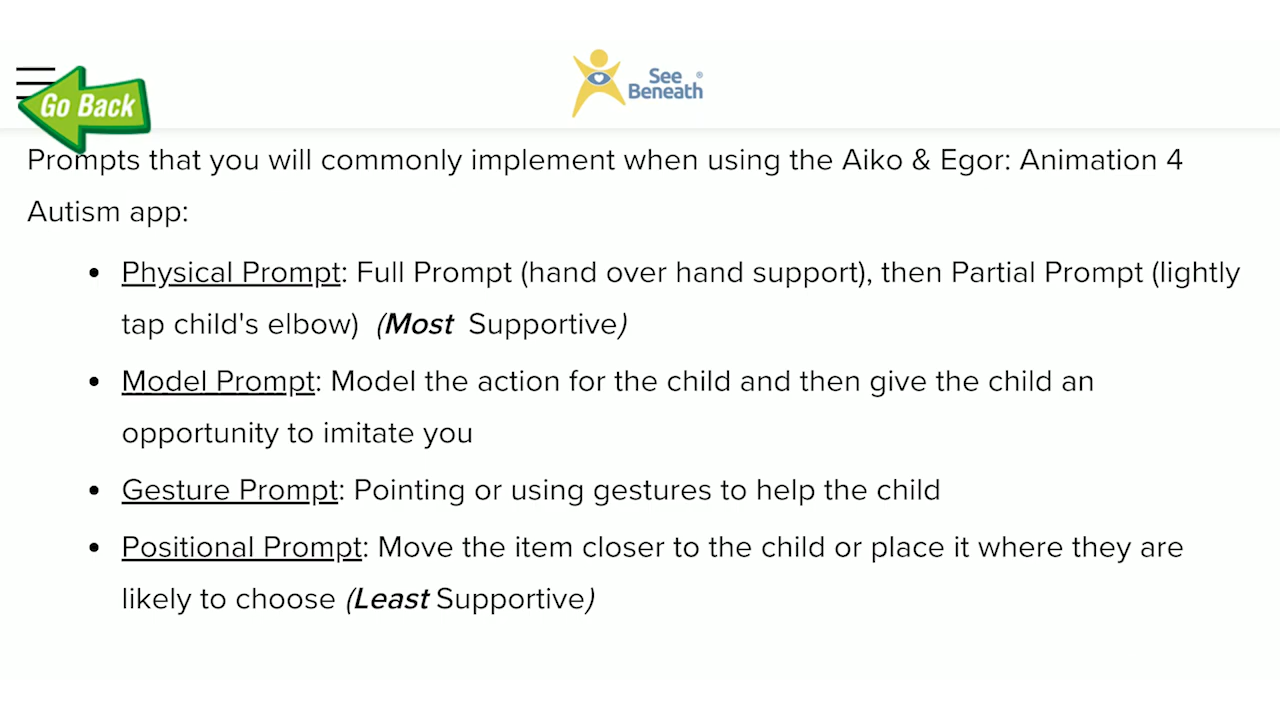 Go Back
See
Beneath®
Prompts that you will commonly implement when using the Aiko & Egor: Animation 4
Autism app:
• Physical Prompt: Full Prompt (hand over hand support), then Partial Prompt (lightly
tap child's elbow) (Most Supportive)
• Model Prompt: Model the action for the child and then give the child an
opportunity to imitate you
• Gesture Prompt: Pointing or using gestures to help the child
• Positional Prompt: Move the item closer to the child or place it where they are
likely to choose (Least Supportive)